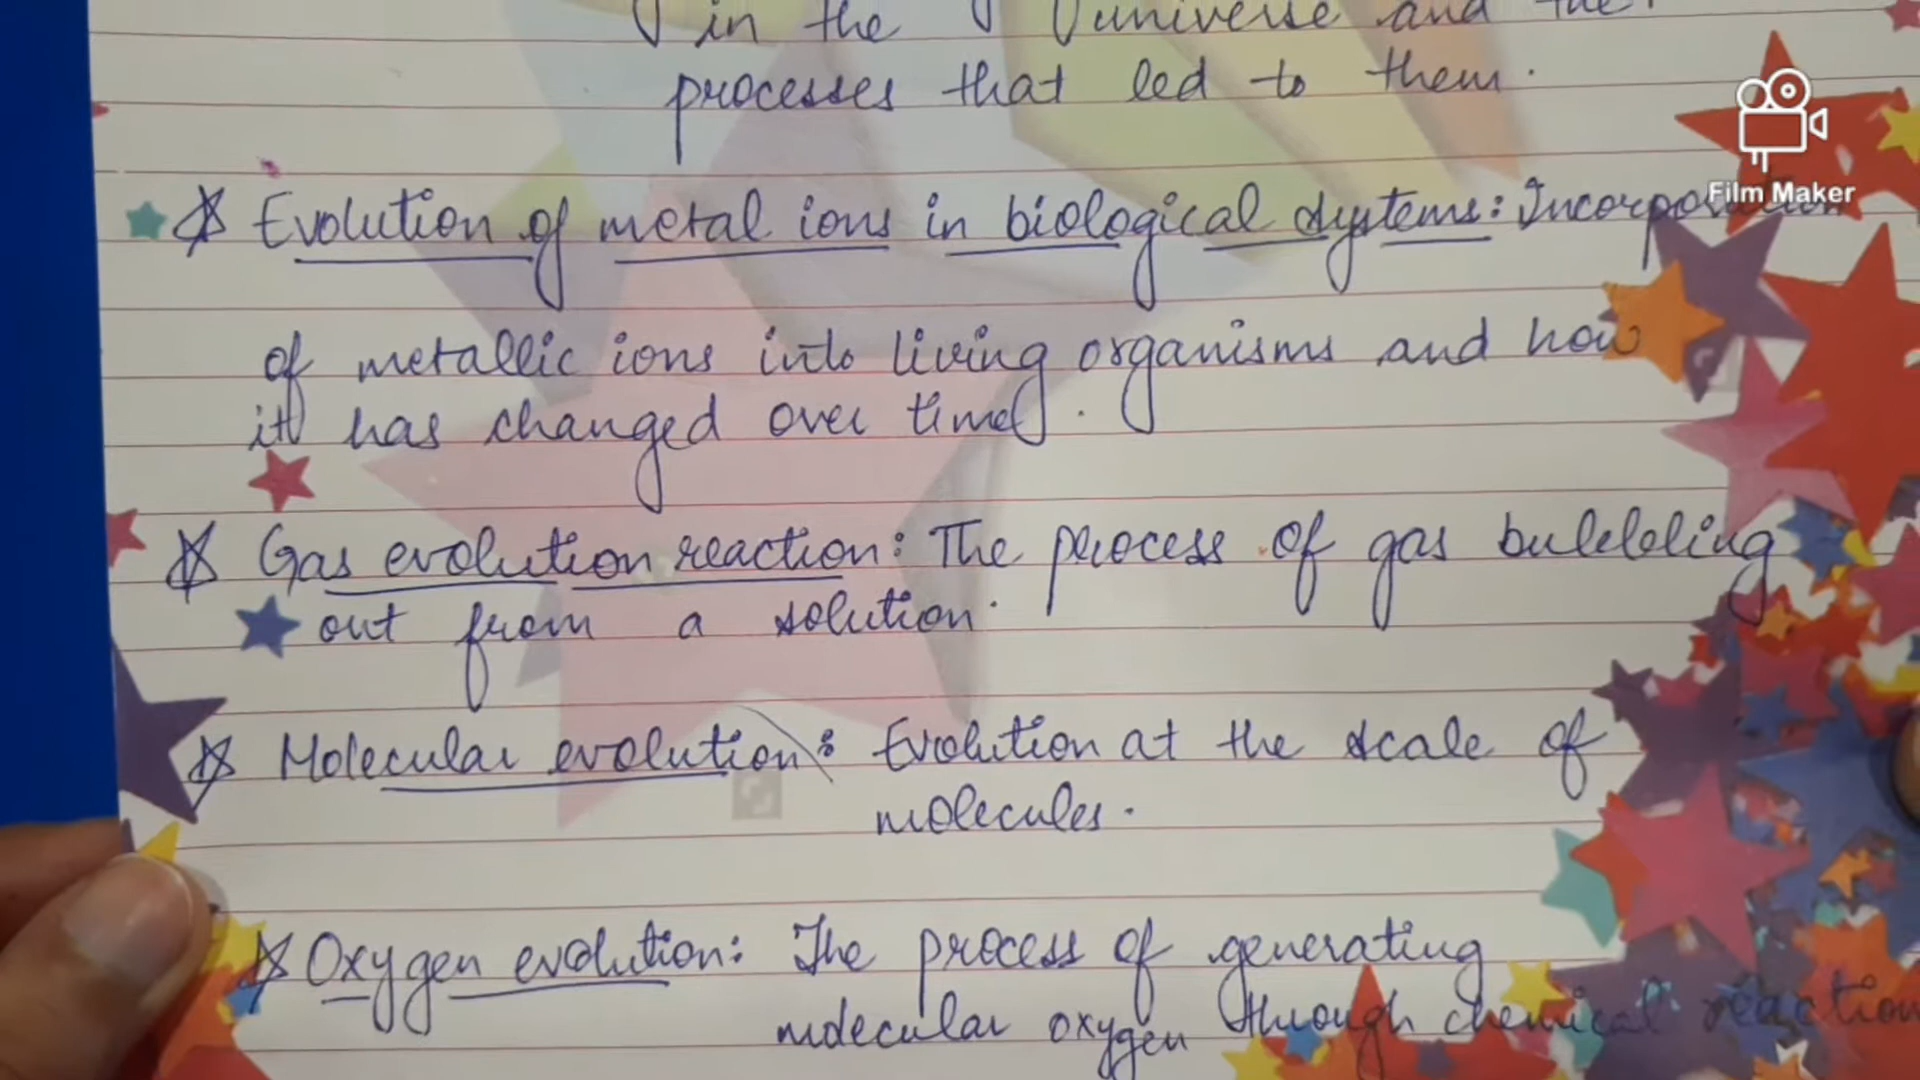 in the universe and the
processes that led to them.
Film Maker
☆ Evolution of metal ions in biological systems: Incorporation
of metallic ions into living organisms and how
it has changed over time.
☆ Gas evolution reaction: The process of gas bubbling
out from a solution.
☆ Molecular evolution: Evolution at the scale of
molecules.
☆ Oxygen evolution: The process of generating
molecular oxygen through chemical reaction